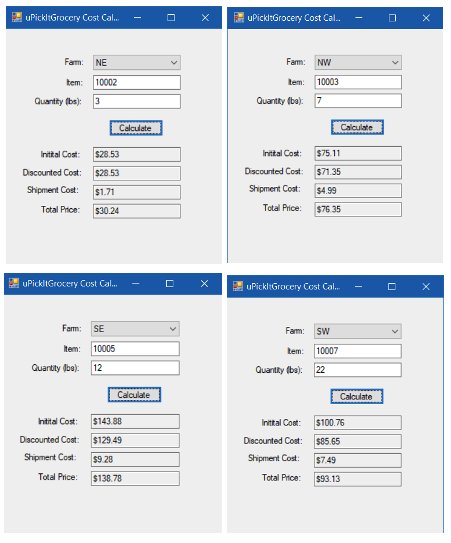 uPickItGrocery Cost Cal...
Farm: NE
Item: 10002
Quantity (lbs): 3
Calculate
Initital Cost: $28.53
Discounted Cost: $28.53
Shipment Cost: $1.71
Total Price: $30.24
uPickItGrocery Cost Cal...
Farm: NW
Item: 10003
Quantity (lbs): 7
Calculate
Initital Cost: $75.11
Discounted Cost: $71.35
Shipment Cost: $4.99
Total Price: $76.35
uPickItGrocery Cost Cal...
Farm: SE
Item: 10005
Quantity (lbs): 12
Calculate
Initital Cost: $143.88
Discounted Cost: $129.49
Shipment Cost: $9.28
Total Price: $138.78
uPickItGrocery Cost Cal...
Farm: SW
Item: 10007
Quantity (lbs): 22
Calculate
Initital Cost: $100.76
Discounted Cost: $85.65
Shipment Cost: $7.49
Total Price: $93.13